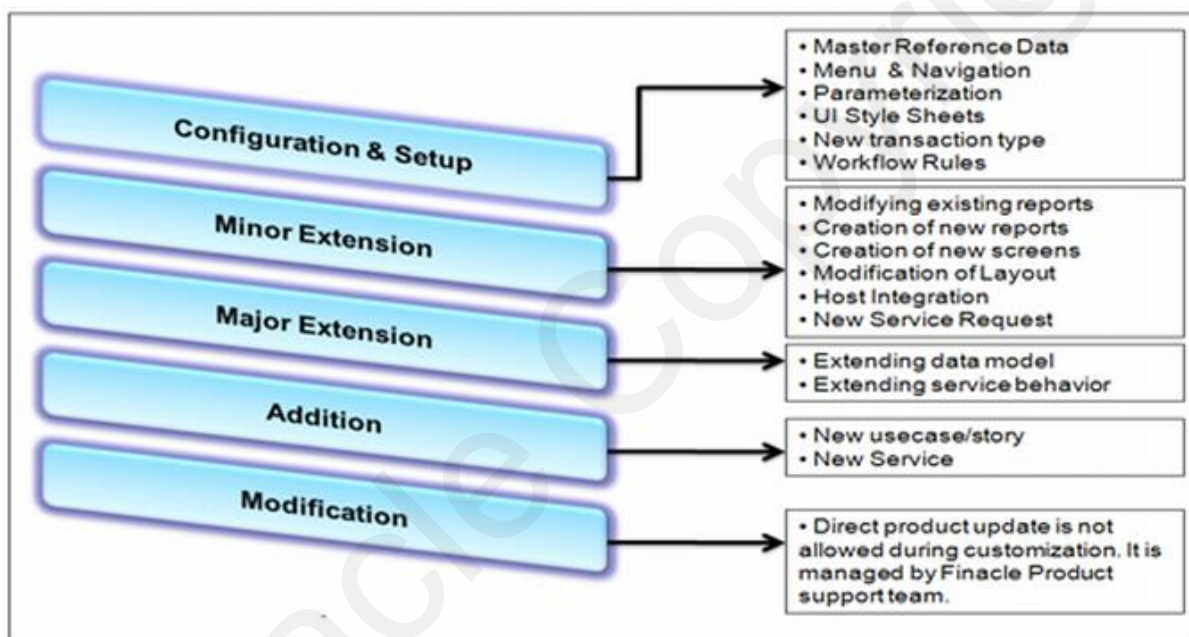 Configuration & Setup
• Master Reference Data
• Menu & Navigation
• Parameterization
• UI Style Sheets
• New transaction type
• Workflow Rules
Minor Extension
• Modifying existing reports
• Creation of new reports
• Creation of new screens
• Modification of Layout
• Host Integration
• New Service Request
Major Extension
• Extending data model
• Extending service behavior
Addition
• New usecase/story
• New Service
Modification
• Direct product update is not
allowed during customization. It is
managed by Finacle Product
support team.